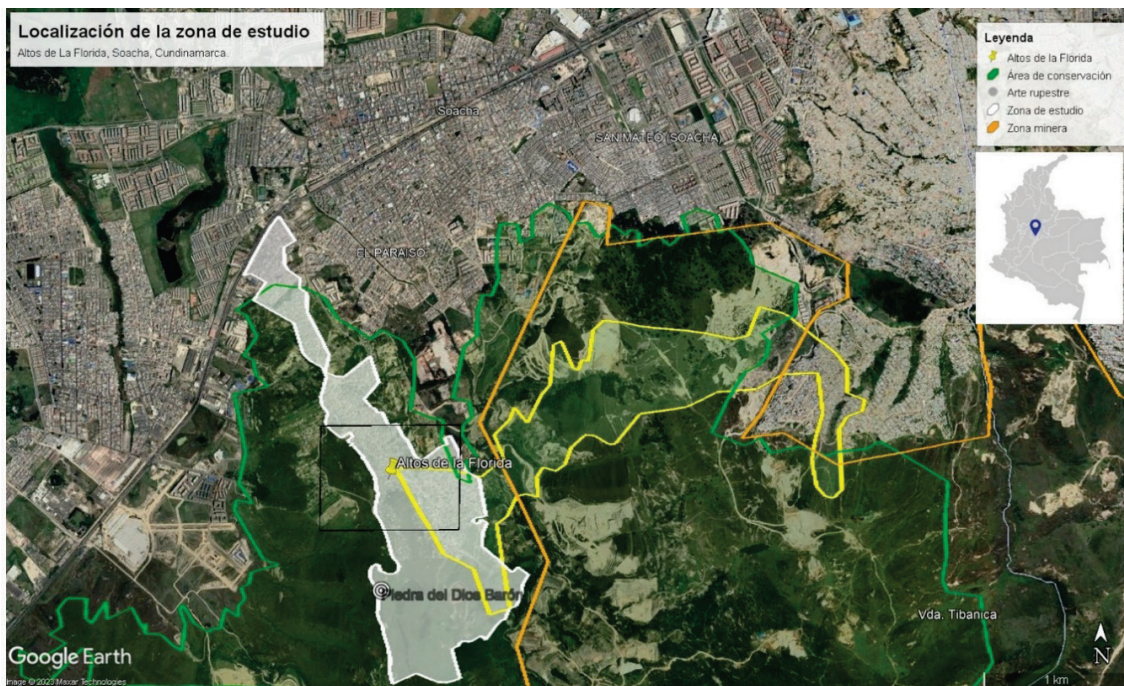 Localización de la zona de estudio
Altos de La Florida, Soacha, Cundinamarca.
Leyenda
Altos de la Florida
Área de conservación
Arte rupestre
Zona de estudio
Zona minera
Soacha
SAN MATEO (SOACHA)
EL PARAISO
Altos de la Florida
Piedra del Dios Barón
Vda. Tibanica
Google Earth
Image © 2023 Maxar Technologies
N
1 km